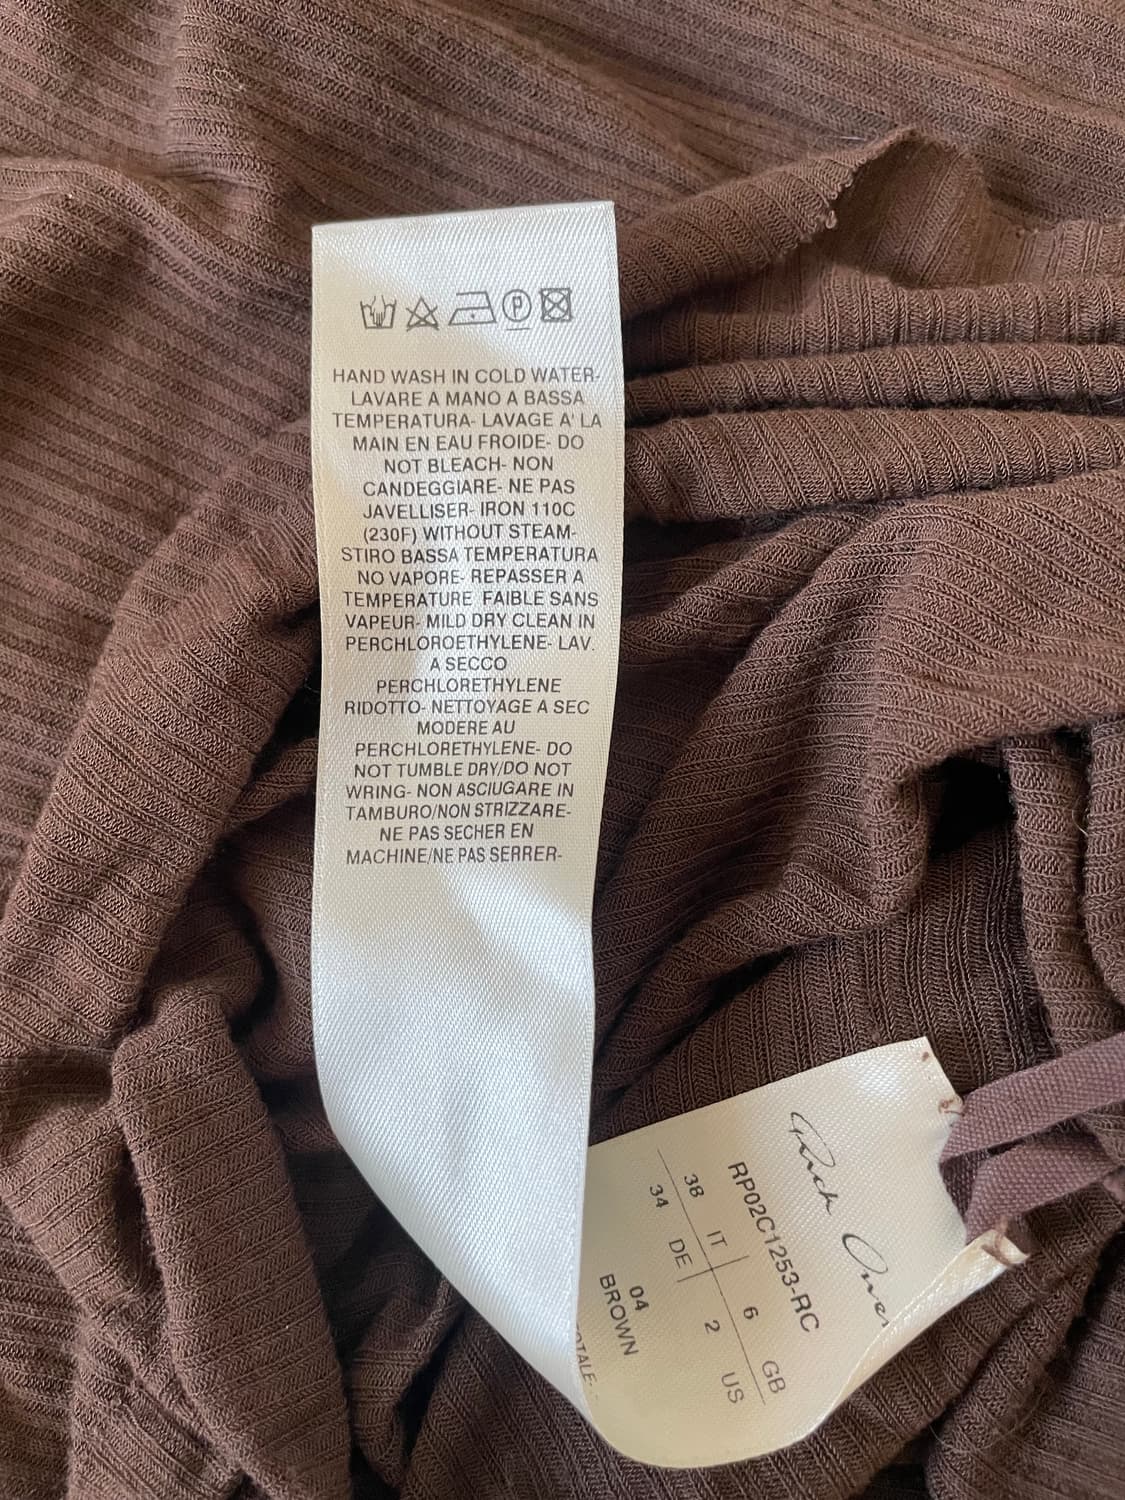 HAND WASH IN COLD WATER-
LAVARE A MANO A BASSA
TEMPERATURA- LAVAGE A' LA
MAIN EN EAU FROIDE- DO
NOT BLEACH- NON
CANDEGGIARE- NE PAS
JAVELLISER- IRON 110C
(230F) WITHOUT STEAM-
STIRO BASSA TEMPERATURA
NO VAPORE- REPASSER A
TEMPERATURE FAIBLE SANS
VAPEUR- MILD DRY CLEAN IN
PERCHLOROETHYLENE- LAV.
A SECCO
PERCHLORETHYLENE
RIDOTTO- NETTOYAGE A SEC
MODERE AU
PERCHLORETHYLENE- DO
NOT TUMBLE DRY/DO NOT
WRING- NON ASCIUGARE IN
TAMBURO/NON STRIZZARE-
NE PAS SECHER EN
MACHINE/NE PAS SERRER-
P
Rick Owens
RP02C1253-RC
38 IT 6 GB
34 DE 2 US
04
BROWN